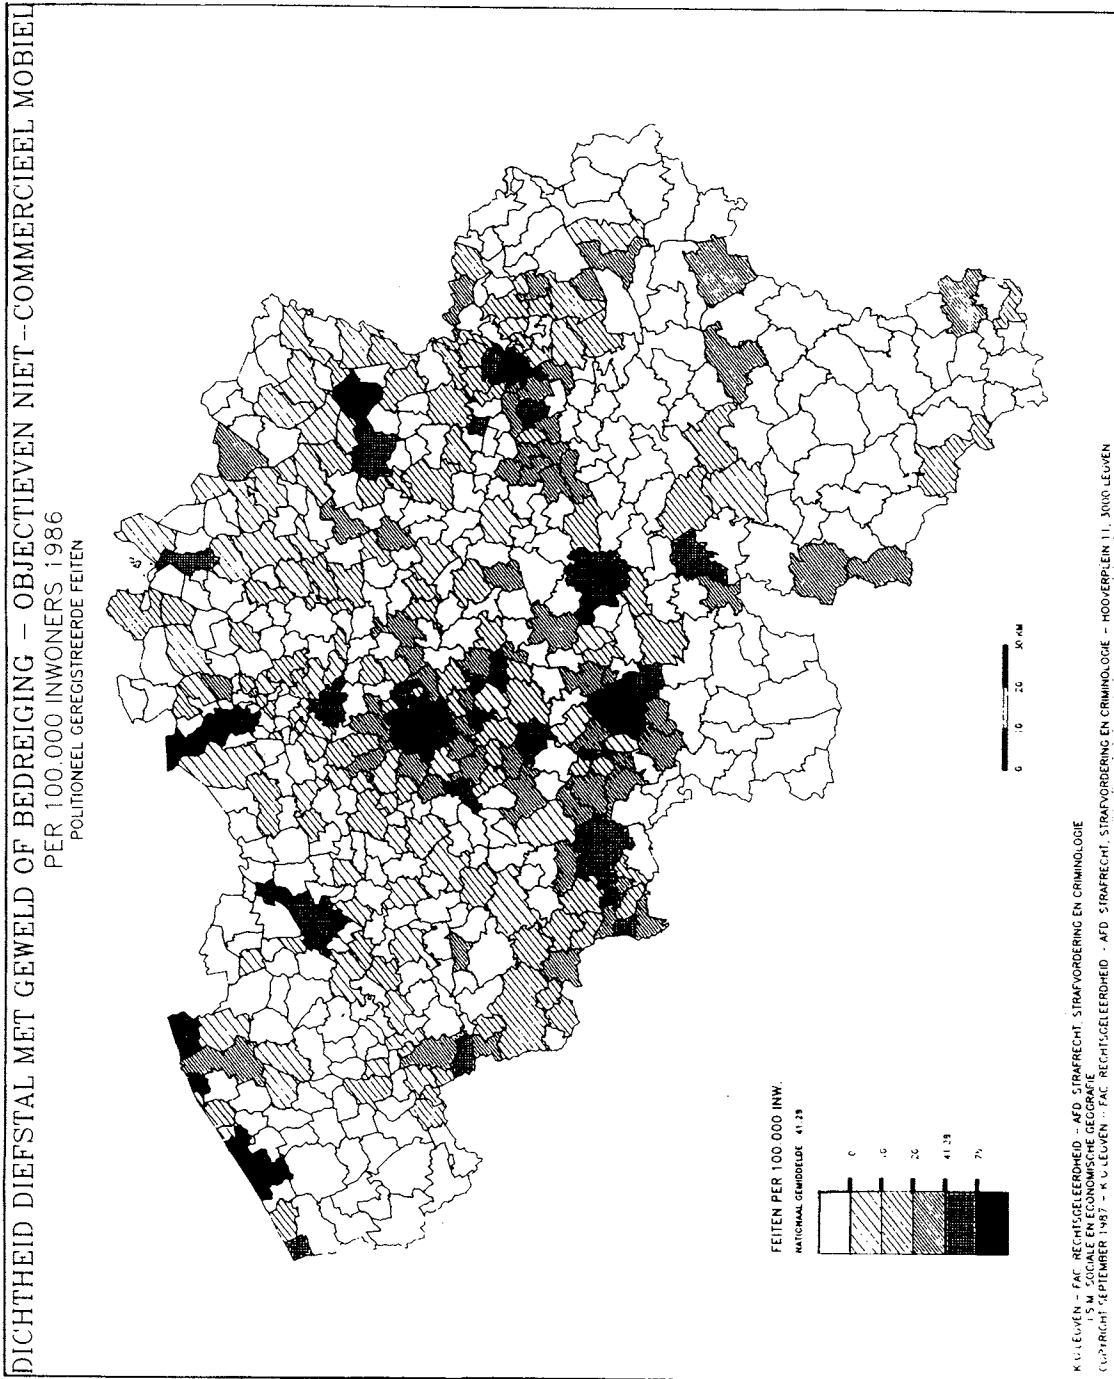 DICHTHEID DIEFSTAL MET GEWELD OF BEDREIGING – OBJECTIEVEN NIET–COMMERCIEEL MOBIEL
PER 100.000 INWONERS 1986
POLITIONEEL GEREGISTREERDE FEITEN
FEITEN PER 100.000 INW.
NATIONAAL GEMIDDELDE 41.29
0
10
20
41.29
75
0 10 20 30 KM
K.U.LEUVEN – FAC. RECHTSGELEERDHEID – AFD STRAFRECHT, STRAFVORDERING EN CRIMINOLOGIE
I.S.M. SOCIALE EN ECONOMISCHE GEOGRAFIE
COPYRIGHT SEPTEMBER 1987 – K.U.LEUVEN – FAC. RECHTSGELEERDHEID – AFD STRAFRECHT, STRAFVORDERING EN CRIMINOLOGIE – HOOVERPLEIN 11, 3000 LEUVEN